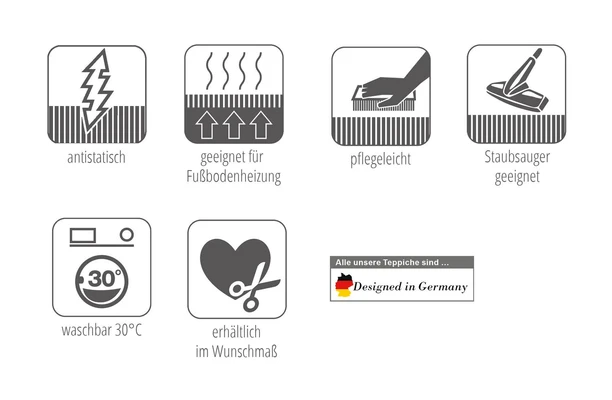 antistatisch
geeignet für
Fußbodenheizung
pflegeleicht
Staubsauger
geeignet
30°
waschbar 30°C
erhältlich
im Wunschmaß
Alle unsere Teppiche sind ...
Designed in Germany